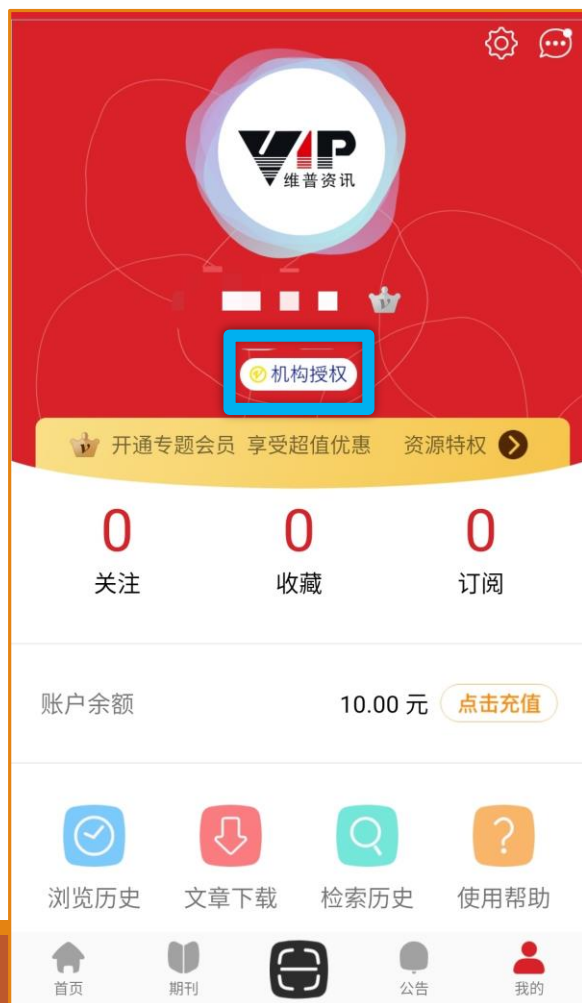 VIP
维普资讯
机构授权
开通专题会员 享受超值优惠 资源特权
0 0 0
关注 收藏 订阅
账户余额 10.00 元 点击充值
浏览历史 文章下载 检索历史 使用帮助
首页 期刊 公告 我的